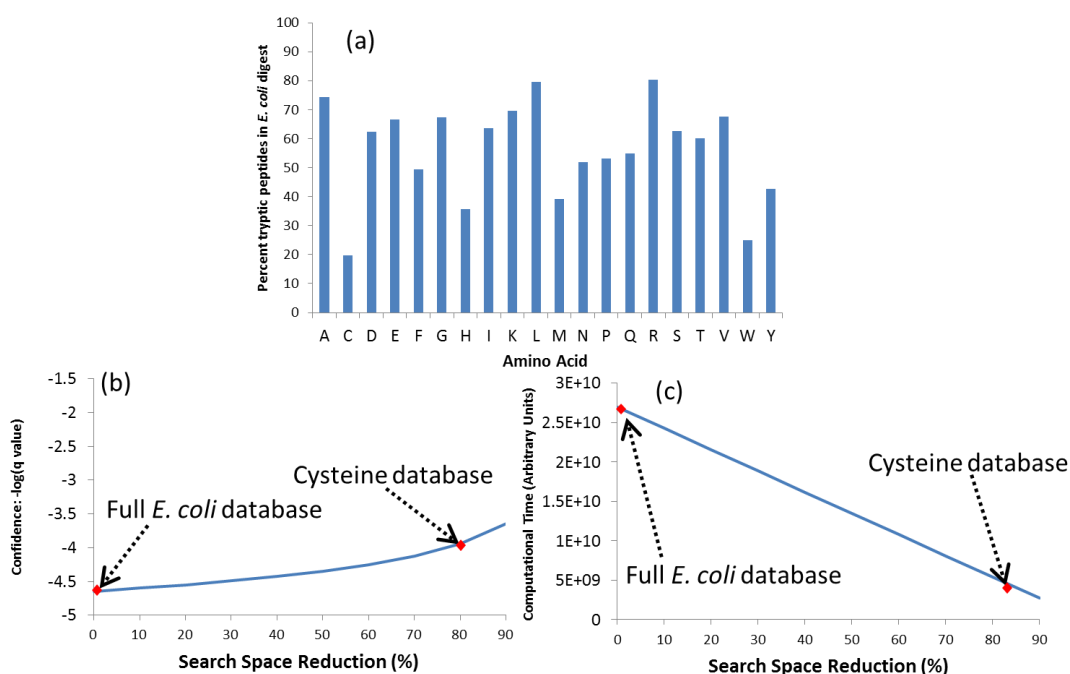 (a)
Percent tryptic peptides in E. coli digest
100
90
80
70
60
50
40
30
20
10
0
A C D E F G H I K L M N P Q R S T V W Y
Amino Acid
(b)
Confidence: -log(q value)
-1.5
-2
-2.5
-3
-3.5
-4
-4.5
-5
Cysteine database
Full E. coli database
0 10 20 30 40 50 60 70 80 90
Search Space Reduction (%)
(c)
Computational Time (Arbitrary Units)
3E+10
2.5E+10
2E+10
1.5E+10
1E+10
5E+09
0
Cysteine database
Full E. coli database
0 10 20 30 40 50 60 70 80 90
Search Space Reduction (%)